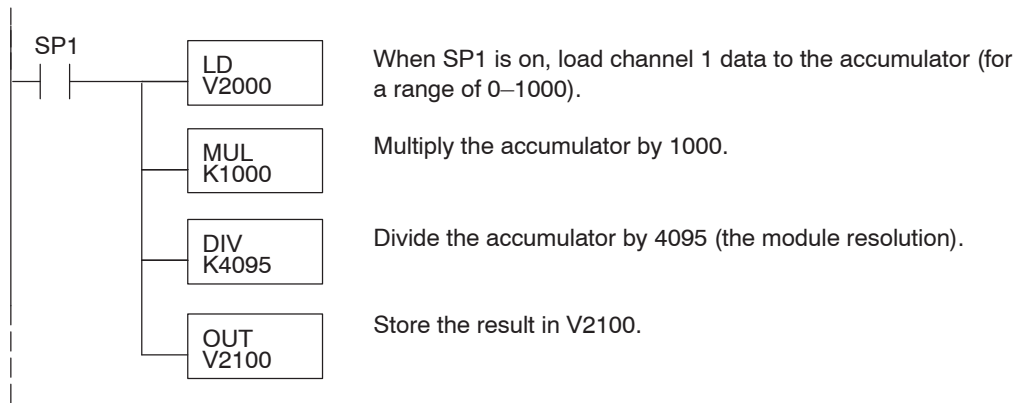 SP1
LD
V2000
When SP1 is on, load channel 1 data to the accumulator (for
a range of 0–1000).
MUL
K1000
Multiply the accumulator by 1000.
DIV
K4095
Divide the accumulator by 4095 (the module resolution).
OUT
V2100
Store the result in V2100.